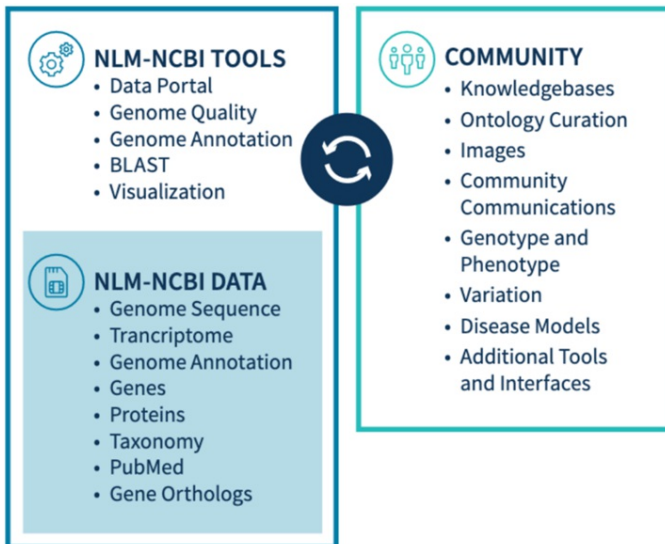 NLM-NCBI TOOLS
• Data Portal
• Genome Quality
• Genome Annotation
• BLAST
• Visualization
NLM-NCBI DATA
• Genome Sequence
• Trancriptome
• Genome Annotation
• Genes
• Proteins
• Taxonomy
• PubMed
• Gene Orthologs
COMMUNITY
• Knowledgebases
• Ontology Curation
• Images
• Community
Communications
• Genotype and
Phenotype
• Variation
• Disease Models
• Additional Tools
and Interfaces